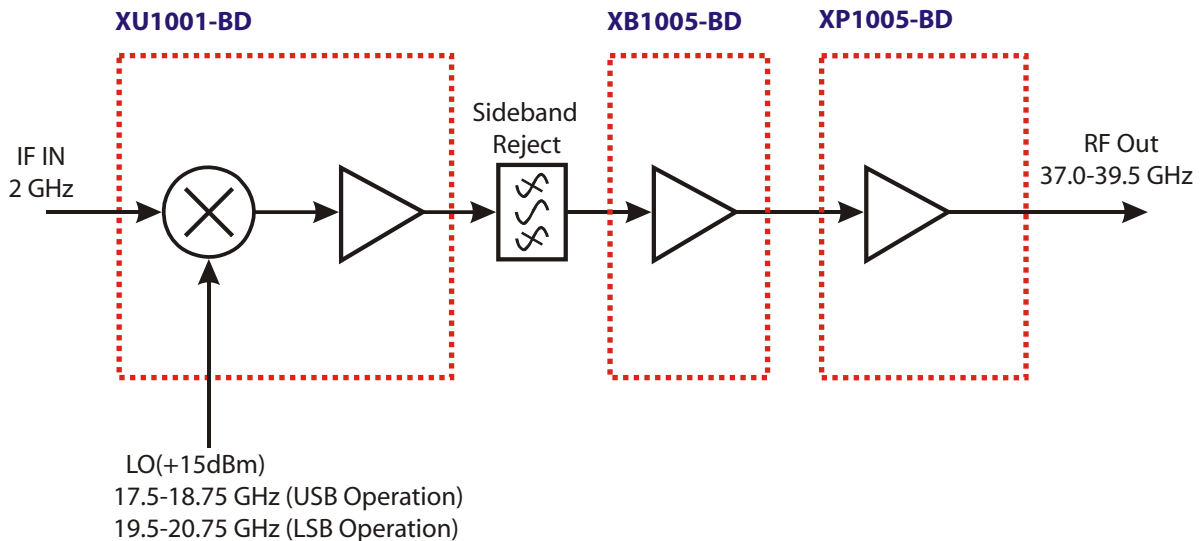 XU1001-BD
XB1005-BD
XP1005-BD
Sideband
Reject
IF IN
2 GHz
RF Out
37.0-39.5 GHz
LO(+15dBm)
17.5-18.75 GHz (USB Operation)
19.5-20.75 GHz (LSB Operation)